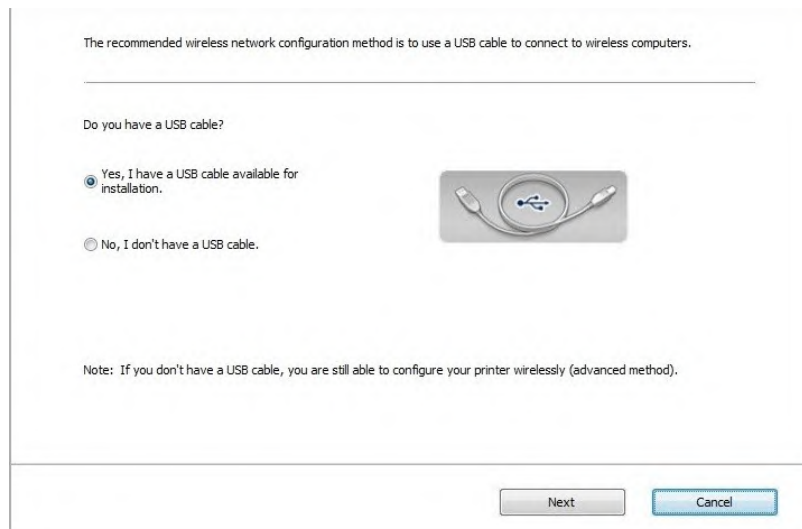 The recommended wireless network configuration method is to use a USB cable to connect to wireless computers.
Do you have a USB cable?
Yes, I have a USB cable available for
installation.
No, I don't have a USB cable.
Note: If you don't have a USB cable, you are still able to configure your printer wirelessly (advanced method).
Next
Cancel